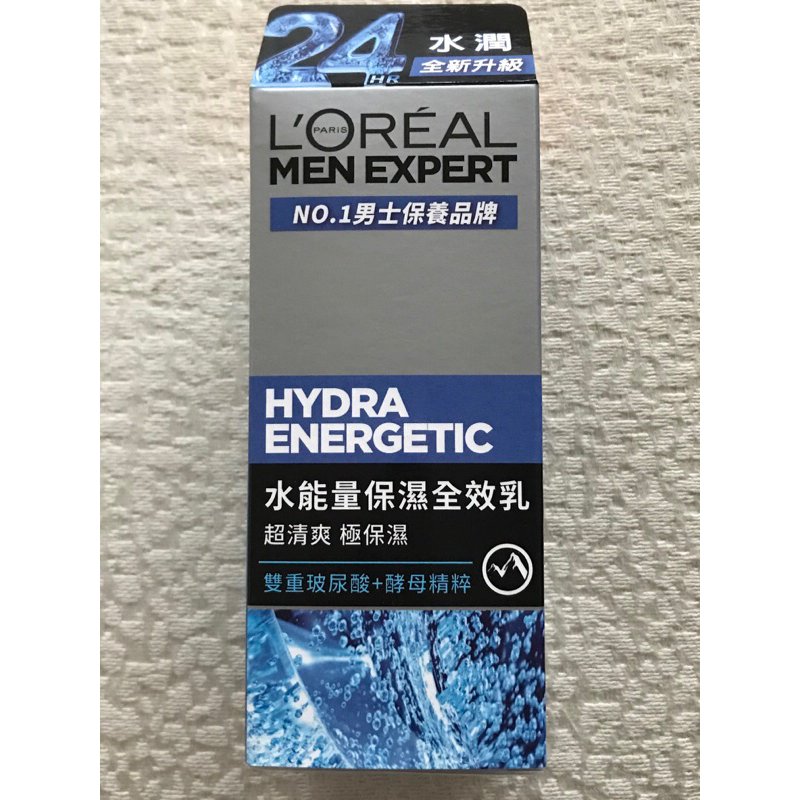 24HR
水潤
全新升級
L'ORÉAL
PARIS
MEN EXPERT
NO.1男士保養品牌
HYDRA
ENERGETIC
水能量保濕全效乳
超清爽 極保濕
雙重玻尿酸+酵母精粹